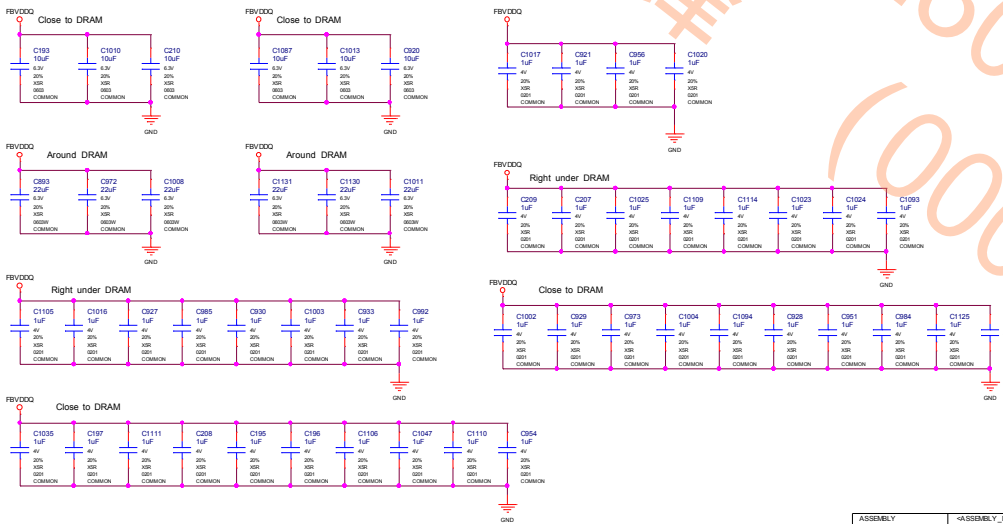 FBVDDQ
Close to DRAM
C193 C1010 C210
10uF 10uF 10uF
6.3V 6.3V 6.3V
20% 20% 20%
X5R X5R X5R
0603 0603 0603
COMMON COMMON COMMON
GND
FBVDDQ
Close to DRAM
C1087 C1013 C920
10uF 10uF 10uF
6.3V 6.3V 6.3V
20% 20% 20%
X5R X5R X5R
0603 0603 0603
COMMON COMMON COMMON
GND
FBVDDQ
C1017 C921 C956 C1020
1uF 1uF 1uF 1uF
4V 4V 4V 4V
20% 20% 20% 20%
X5R X5R X5R X5R
0201 0201 0201 0201
COMMON COMMON COMMON COMMON
GND
FBVDDQ
Around DRAM
C893 C972 C1008
22uF 22uF 22uF
6.3V 6.3V 6.3V
20% 20% 20%
X5R X5R X5R
0603W 0603W 0603W
COMMON COMMON COMMON
GND
FBVDDQ
Around DRAM
C1131 C1130 C1011
22uF 22uF 22uF
6.3V 6.3V 6.3V
20% 20% 20%
X5R X5R X5R
0603W 0603W 0603W
COMMON COMMON COMMON
GND
FBVDDQ
Right under DRAM
C209 C207 C1025 C1109 C1114 C1023 C1024 C1093
1uF 1uF 1uF 1uF 1uF 1uF 1uF 1uF
4V 4V 4V 4V 4V 4V 4V 4V
20% 20% 20% 20% 20% 20% 20% 20%
X5R X5R X5R X5R X5R X5R X5R X5R
0201 0201 0201 0201 0201 0201 0201 0201
COMMON COMMON COMMON COMMON COMMON COMMON COMMON COMMON
GND
FBVDDQ
Right under DRAM
C1105 C1016 C927 C985 C930 C1003 C933 C992
1uF 1uF 1uF 1uF 1uF 1uF 1uF 1uF
4V 4V 4V 4V 4V 4V 4V 4V
20% 20% 20% 20% 20% 20% 20% 20%
X5R X5R X5R X5R X5R X5R X5R X5R
0201 0201 0201 0201 0201 0201 0201 0201
COMMON COMMON COMMON COMMON COMMON COMMON COMMON COMMON
GND
FBVDDQ
Close to DRAM
C1002 C929 C973 C1004 C1094 C928 C951 C984 C1125
1uF 1uF 1uF 1uF 1uF 1uF 1uF 1uF 1uF
4V 4V 4V 4V 4V 4V 4V 4V 4V
20% 20% 20% 20% 20% 20% 20% 20% 20%
X5R X5R X5R X5R X5R X5R X5R X5R X5R
0201 0201 0201 0201 0201 0201 0201 0201 0201
COMMON COMMON COMMON COMMON COMMON COMMON COMMON COMMON COMMON
GND
FBVDDQ
Close to DRAM
C1035 C197 C1111 C208 C195 C196 C1106 C1047 C1110 C954
1uF 1uF 1uF 1uF 1uF 1uF 1uF 1uF 1uF 1uF
4V 4V 4V 4V 4V 4V 4V 4V 4V 4V
20% 20% 20% 20% 20% 20% 20% 20% 20% 20%
X5R X5R X5R X5R X5R X5R X5R X5R X5R X5R
0201 0201 0201 0201 0201 0201 0201 0201 0201 0201
COMMON COMMON COMMON COMMON COMMON COMMON COMMON COMMON COMMON COMMON
GND
ASSEMBLY